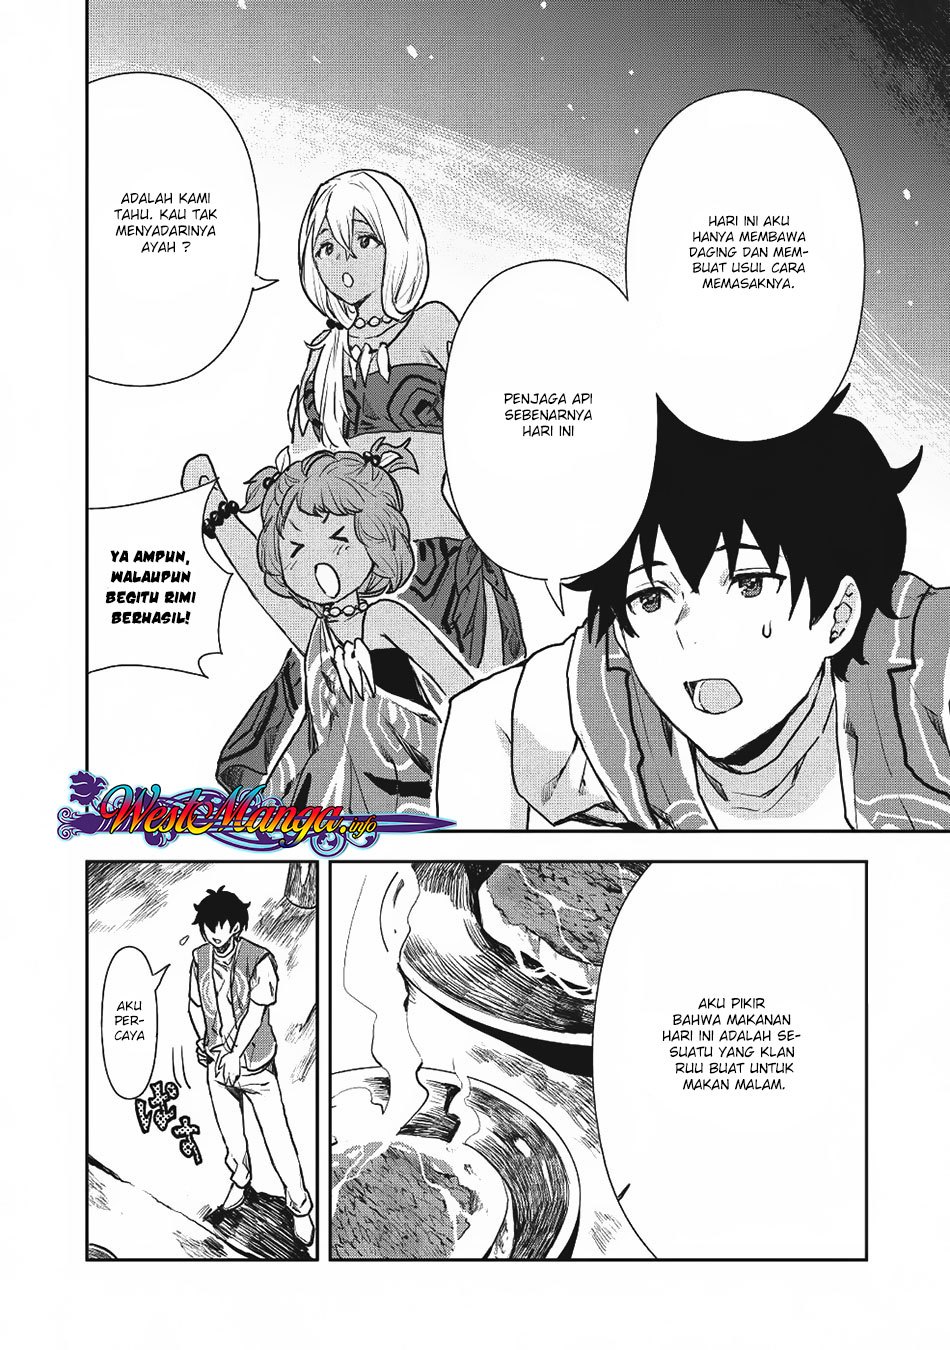 HARI INI AKU
HANYA MEMBAWA
DAGING DAN MEM-
BUAT USUL CARA
MEMASAKNYA.
PENJAGA API
SEBENARNYA
HARI INI
ADALAH KAMI
TAHU. KAU TAK
MENYADARINYA
AYAH ?
YA AMPUN,
WALAUPUN
BEGITU RIMI
BERHASIL!
WestManga.info
AKU PIKIR
BAHWA MAKANAN
HARI INI ADALAH SE-
SUATU YANG KLAN
RUU BUAT UNTUK
MAKAN MALAM.
AKU
PER-
CAYA